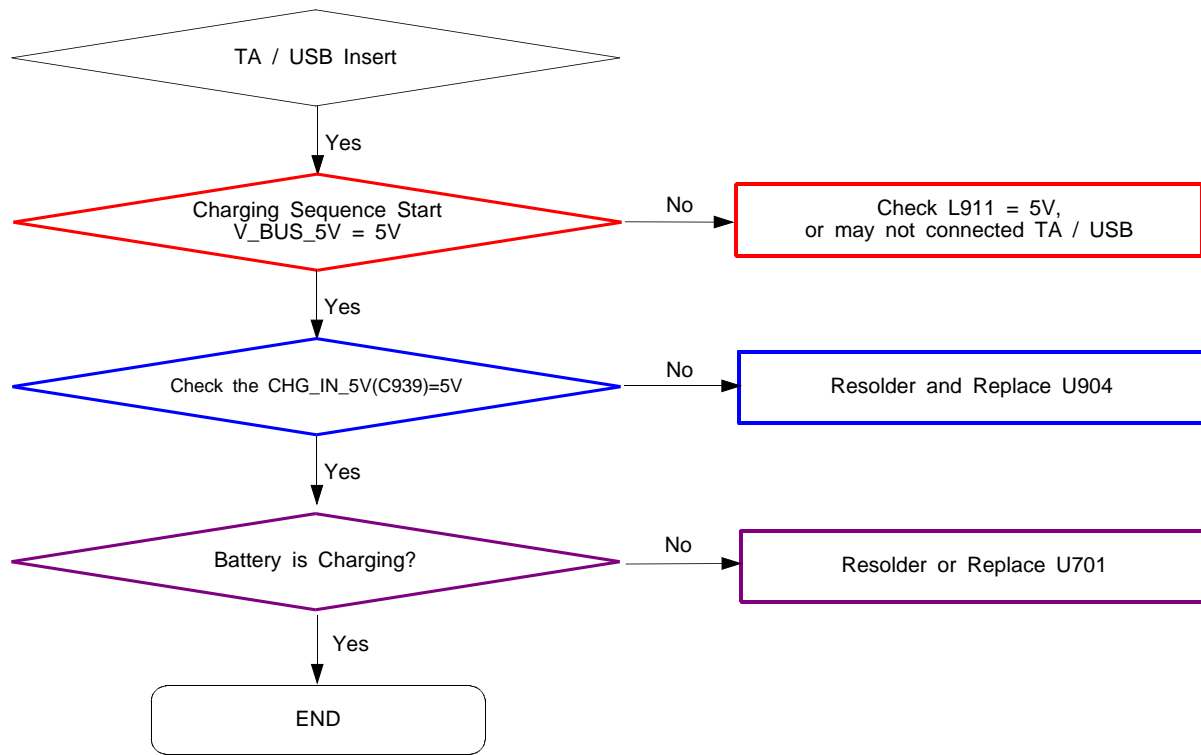 TA / USB Insert
Yes
Charging Sequence Start
V_BUS_5V = 5V
No
Check L911 = 5V,
or may not connected TA / USB
Yes
Check the CHG_IN_5V(C939)=5V
No
Resolder and Replace U904
Yes
Battery is Charging?
No
Resolder or Replace U701
Yes
END